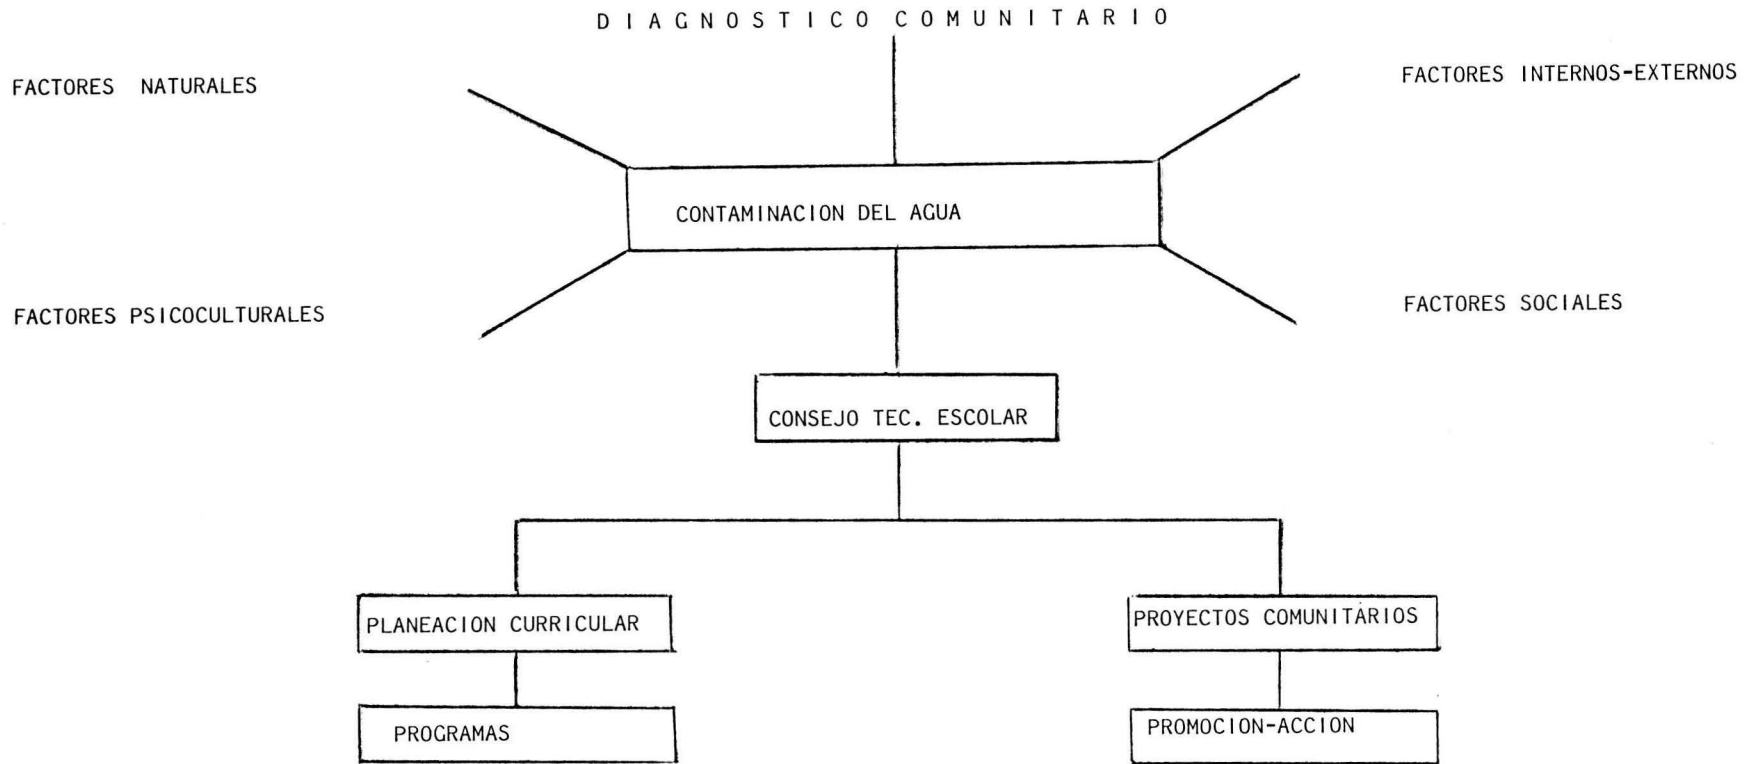 DIAGNOSTICO COMUNITARIO
FACTORES NATURALES
FACTORES INTERNOS-EXTERNOS
CONTAMINACION DEL AGUA
FACTORES PSICOCULTURALES
FACTORES SOCIALES
CONSEJO TEC. ESCOLAR
PLANEACION CURRICULAR
PROYECTOS COMUNITARIOS
PROGRAMAS
PROMOCION-ACCION